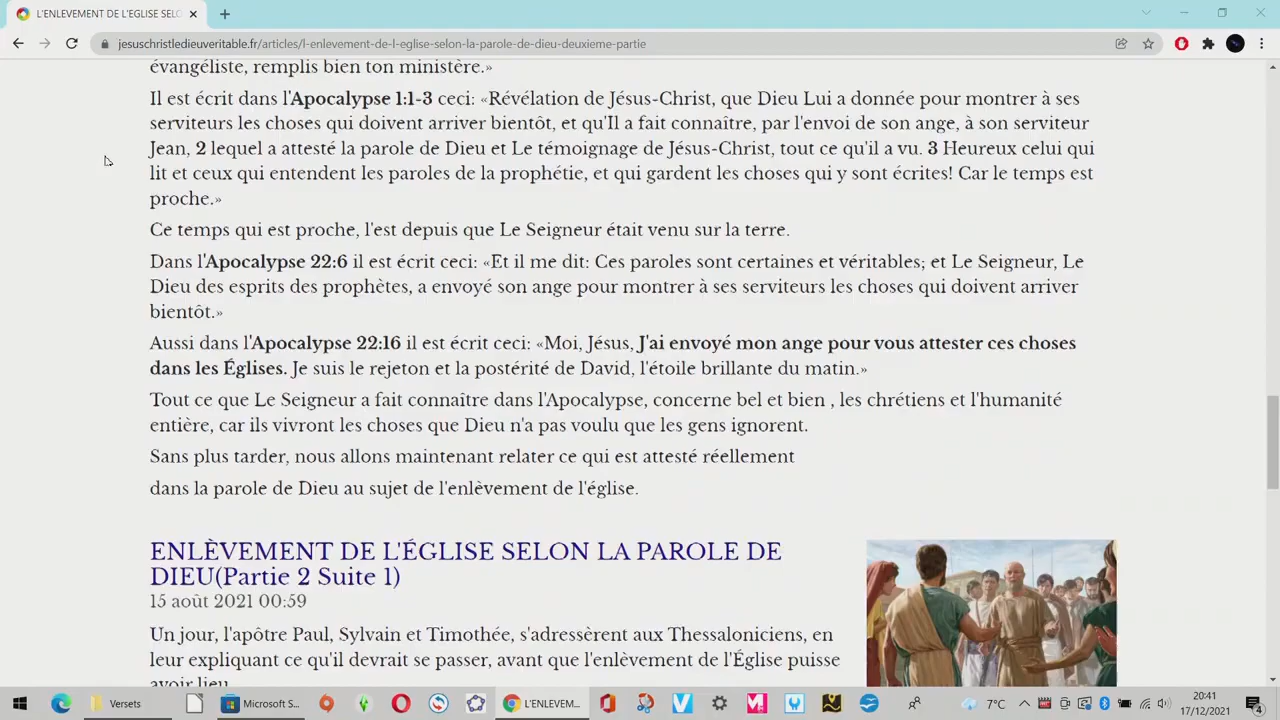 L'ENLEVEMENT DE L'EGLISE SELO
jesuschristledieuveritable.fr/articles/l-enlevement-de-l-eglise-selon-la-parole-de-dieu-deuxieme-partie
évangéliste, remplis bien ton ministère.»
Il est écrit dans l'Apocalypse 1:1-3 ceci: «Révélation de Jésus-Christ, que Dieu Lui a donnée pour montrer à ses
serviteurs les choses qui doivent arriver bientôt, et qu'Il a fait connaître, par l'envoi de son ange, à son serviteur
Jean, 2 lequel a attesté la parole de Dieu et Le témoignage de Jésus-Christ, tout ce qu'il a vu. 3 Heureux celui qui
lit et ceux qui entendent les paroles de la prophétie, et qui gardent les choses qui y sont écrites! Car le temps est
proche.»
Ce temps qui est proche, l'est depuis que Le Seigneur était venu sur la terre.
Dans l'Apocalypse 22:6 il est écrit ceci: «Et il me dit: Ces paroles sont certaines et véritables; et Le Seigneur, Le
Dieu des esprits des prophètes, a envoyé son ange pour montrer à ses serviteurs les choses qui doivent arriver
bientôt.»
Aussi dans l'Apocalypse 22:16 il est écrit ceci: «Moi, Jésus, J'ai envoyé mon ange pour vous attester ces choses
dans les Églises. Je suis le rejeton et la postérité de David, l'étoile brillante du matin.»
Tout ce que Le Seigneur a fait connaître dans l'Apocalypse, concerne bel et bien , les chrétiens et l'humanité
entière, car ils vivront les choses que Dieu n'a pas voulu que les gens ignorent.
Sans plus tarder, nous allons maintenant relater ce qui est attesté réellement
dans la parole de Dieu au sujet de l'enlèvement de l'église.
ENLÈVEMENT DE L'ÉGLISE SELON LA PAROLE DE
DIEU(Partie 2 Suite 1)
15 août 2021 00:59
Un jour, l'apôtre Paul, Sylvain et Timothée, s'adressèrent aux Thessaloniciens, en
leur expliquant ce qu'il devrait se passer, avant que l'enlèvement de l'Église puisse
avoir lieu
Versets
Microsoft S...
L'ENLEVEM...
7°C
20:41
17/12/2021
4